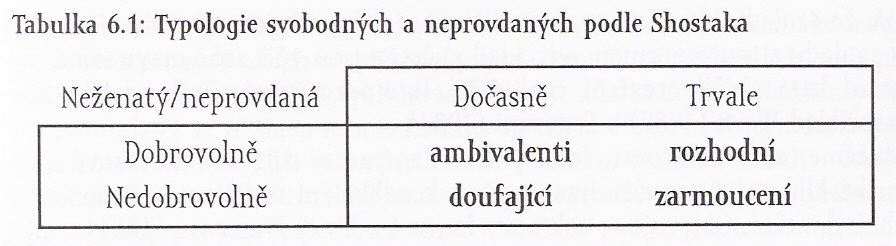 Tabulka 6.1: Typologie svobodných a neprovdaných podle Shostaka
Neženatý/neprovdaná Dočasně Trvale
Dobrovolně ambivalenti rozhodní
Nedobrovolně doufající zarmoucení